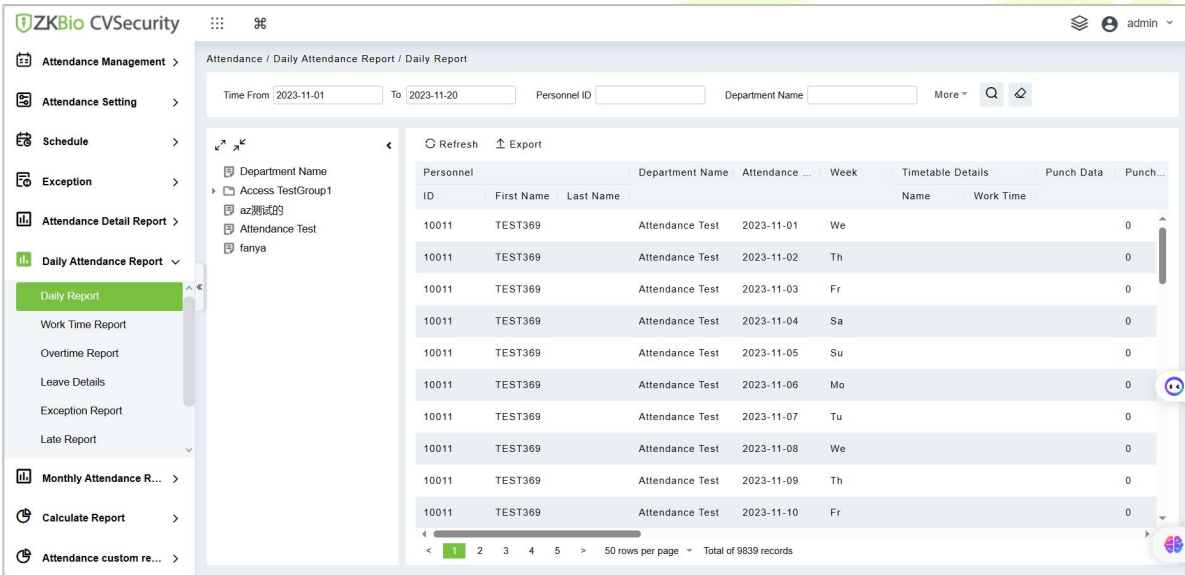 ZKBio CVSecurity
admin
Attendance Management
Attendance Setting
Schedule
Exception
Attendance Detail Report
Daily Attendance Report
Daily Report
Work Time Report
Overtime Report
Leave Details
Exception Report
Late Report
Monthly Attendance R...
Calculate Report
Attendance custom re...
Attendance / Daily Attendance Report / Daily Report
Time From 2023-11-01 To 2023-11-20 Personnel ID Department Name More
Department Name
Access TestGroup1
az测试的
Attendance Test
fanya
Refresh Export
Personnel Department Name Attendance ... Week Timetable Details Punch Data Punch...
ID First Name Last Name Name Work Time
10011 TEST369 Attendance Test 2023-11-01 We 0
10011 TEST369 Attendance Test 2023-11-02 Th 0
10011 TEST369 Attendance Test 2023-11-03 Fr 0
10011 TEST369 Attendance Test 2023-11-04 Sa 0
10011 TEST369 Attendance Test 2023-11-05 Su 0
10011 TEST369 Attendance Test 2023-11-06 Mo 0
10011 TEST369 Attendance Test 2023-11-07 Tu 0
10011 TEST369 Attendance Test 2023-11-08 We 0
10011 TEST369 Attendance Test 2023-11-09 Th 0
10011 TEST369 Attendance Test 2023-11-10 Fr 0
< 1 2 3 4 5 > 50 rows per page Total of 9839 records